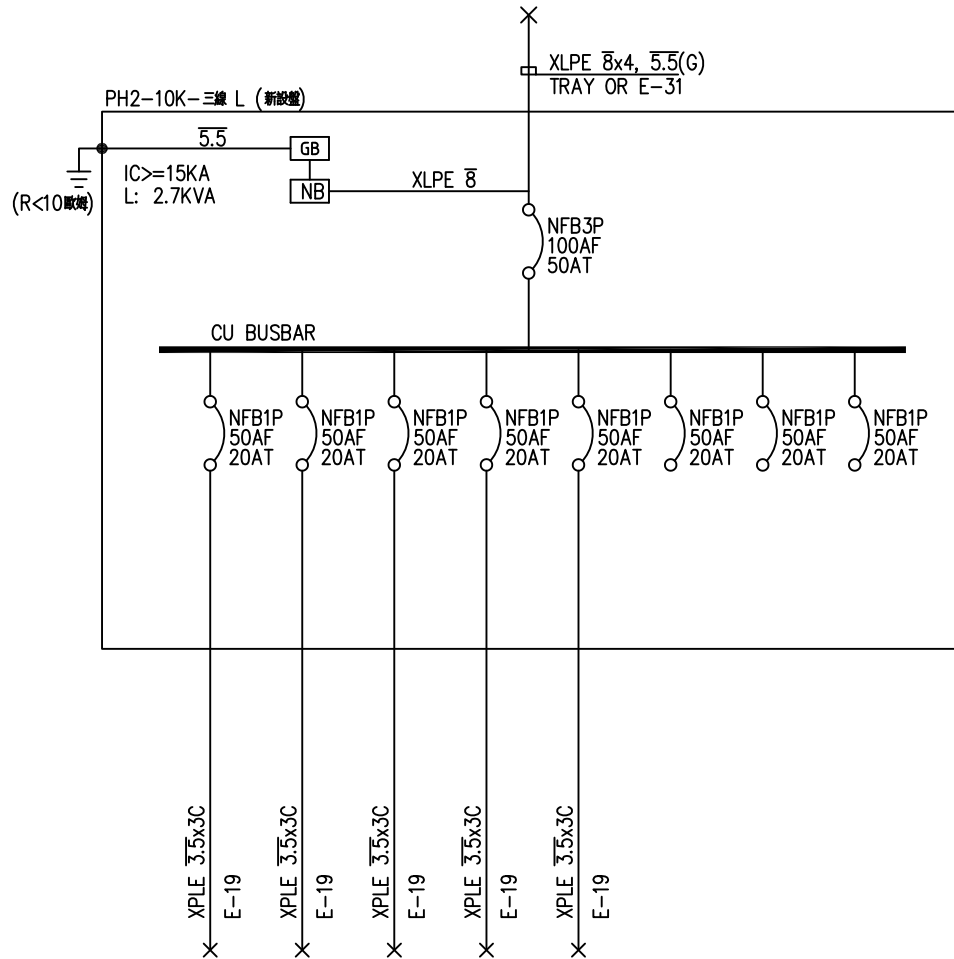 XLPE 8x4, 5.5(G)
TRAY OR E-31
PH2-10K-三線 L (新設盤)
5.5
GB
IC>=15KA
L: 2.7KVA
NB
XLPE 8
(R<10歐姆)
NFB3P
100AF
50AT
CU BUSBAR
NFB1P
50AF
20AT
NFB1P
50AF
20AT
NFB1P
50AF
20AT
NFB1P
50AF
20AT
NFB1P
50AF
20AT
NFB1P
50AF
20AT
NFB1P
50AF
20AT
NFB1P
50AF
20AT
XPLE 3.5x3C
E-19
XPLE 3.5x3C
E-19
XPLE 3.5x3C
E-19
XPLE 3.5x3C
E-19
XPLE 3.5x3C
E-19